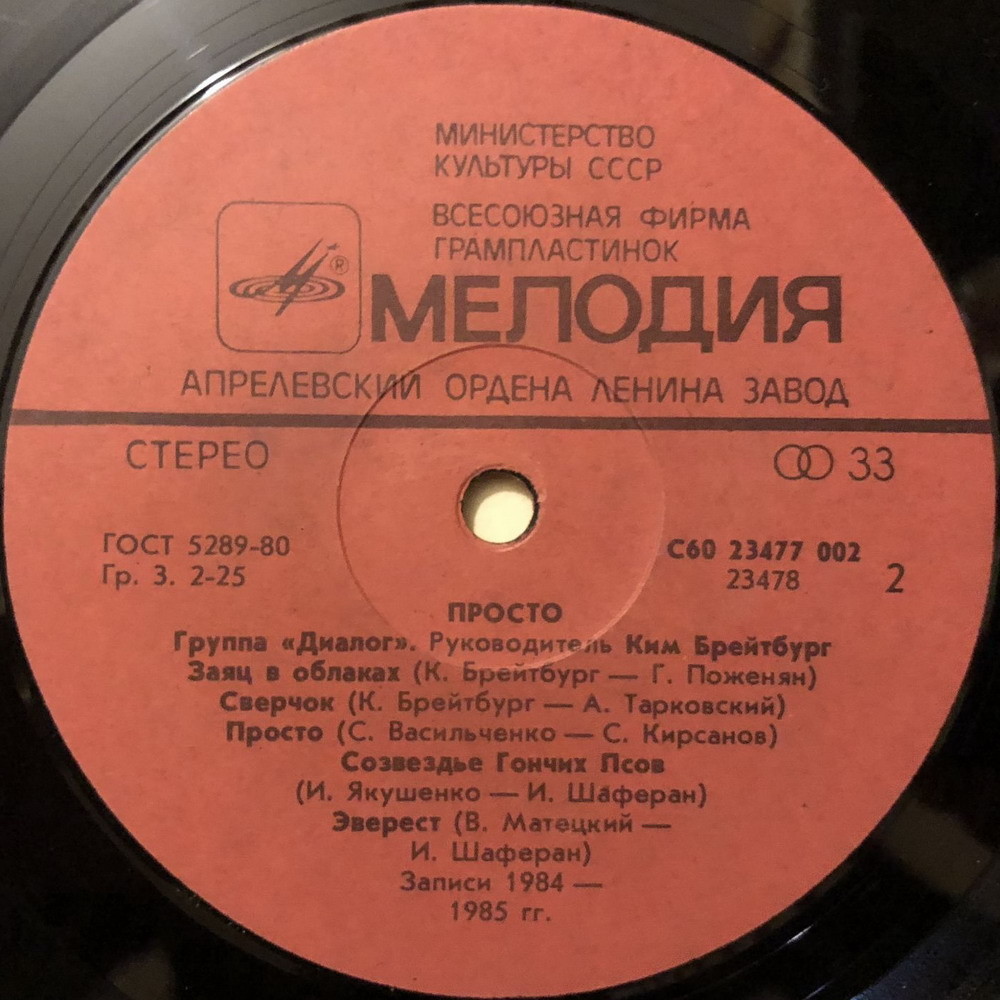 МИНИСТЕРСТВО
КУЛЬТУРЫ СССР
ВСЕСОЮЗНАЯ ФИРМА
ГРАМПЛАСТИНОК
®
МЕЛОДИЯ
АПРЕЛЕВСКИЙ ОРДЕНА ЛЕНИНА ЗАВОД
СТЕРЕО
33
ГОСТ 5289-80
Гр. 3. 2-25
С60 23477 002
23478
2
ПРОСТО
Группа «Диалог». Руководитель Ким Брейтбург
Заяц в облаках (К. Брейтбург — Г. Поженян)
Сверчок (К. Брейтбург — А. Тарковский)
Просто (С. Васильченко — С. Кирсанов)
Созвездье Гончих Псов
(И. Якушенко — И. Шаферан)
Эверест (В. Матецкий —
И. Шаферан)
Записи 1984 —
1985 гг.